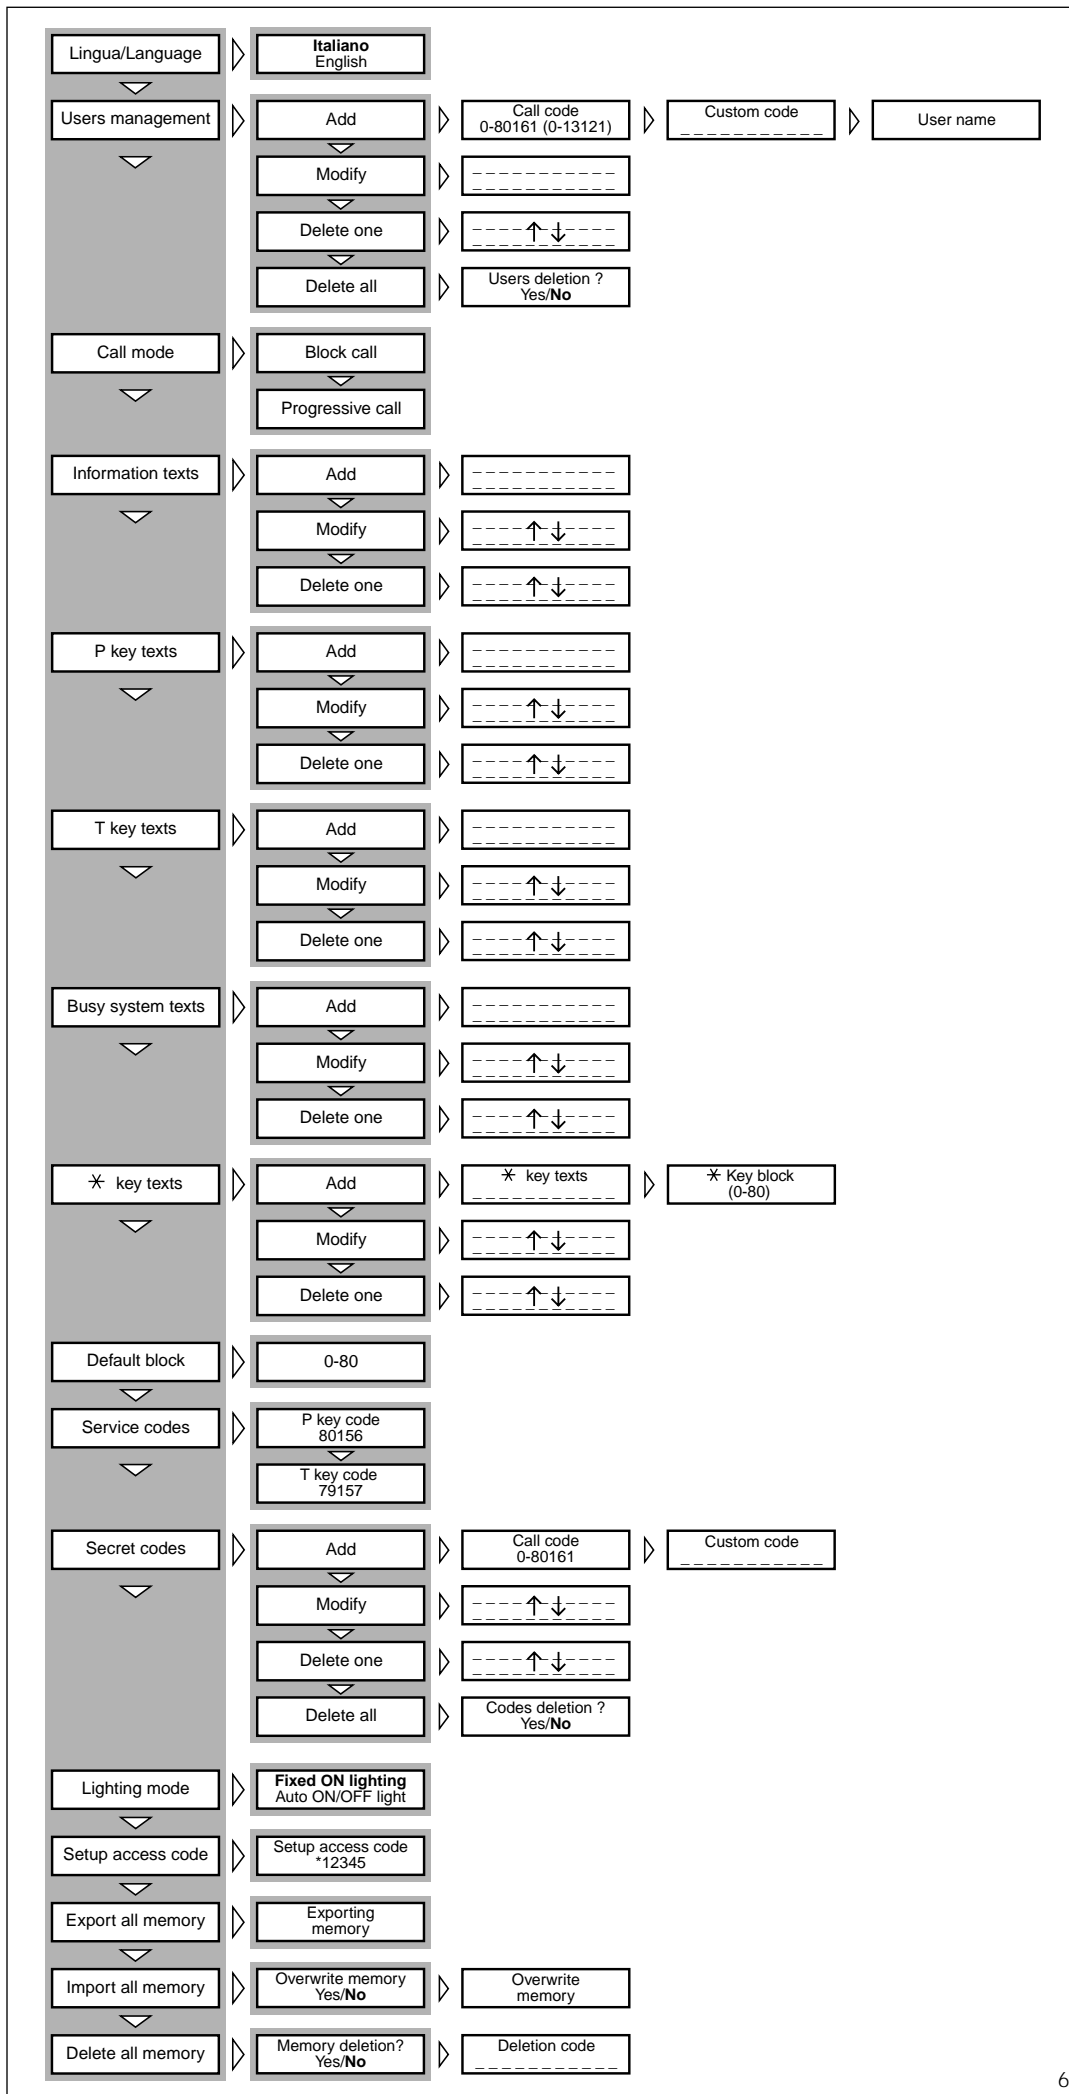 Lingua/Language
Italiano
English
Users management
Add
Call code
0-80161 (0-13121)
Custom code
_ _ _ _ _ _ _ _ _ _ _
User name
Modify
Delete one
↑ ↓
Delete all
Users deletion ?
Yes/No
Call mode
Block call
Progressive call
Information texts
Add
Modify
↑ ↓
Delete one
↑ ↓
P key texts
Add
Modify
↑ ↓
Delete one
↑ ↓
T key texts
Add
Modify
↑ ↓
Delete one
↑ ↓
Busy system texts
Add
Modify
↑ ↓
Delete one
↑ ↓
* key texts
Add
* key texts
_ _ _ _ _ _ _ _ _ _ _
* Key block
(0-80)
Modify
↑ ↓
Delete one
↑ ↓
Default block
0-80
Service codes
P key code
80156
T key code
79157
Secret codes
Add
Call code
0-80161
Custom code
_ _ _ _ _ _ _ _ _ _ _
Modify
↑ ↓
Delete one
↑ ↓
Delete all
Codes deletion ?
Yes/No
Lighting mode
Fixed ON lighting
Auto ON/OFF light
Setup access code
Setup access code
*12345
Export all memory
Exporting
memory
Import all memory
Overwrite memory
Yes/No
Overwrite
memory
Delete all memory
Memory deletion?
Yes/No
Deletion code
_ _ _ _ _ _ _ _ _ _ _
6